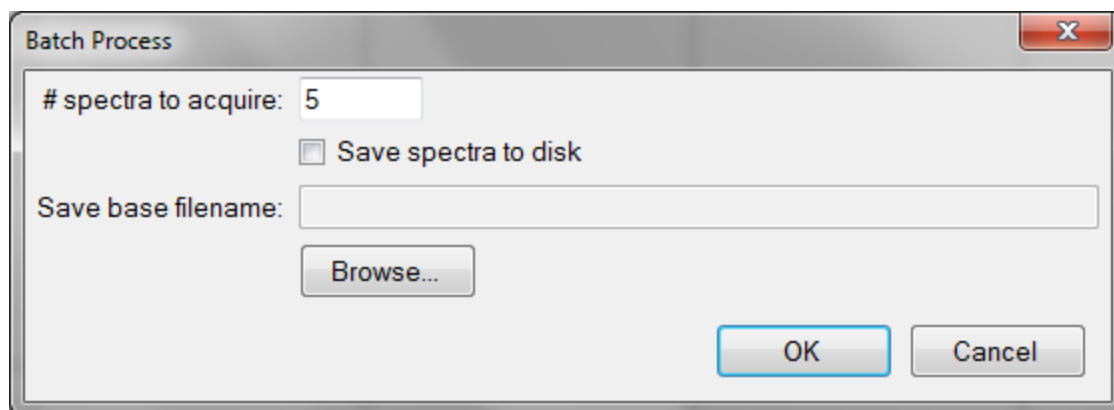 Batch Process
# spectra to acquire: 5
Save spectra to disk
Save base filename:
Browse...
OK Cancel